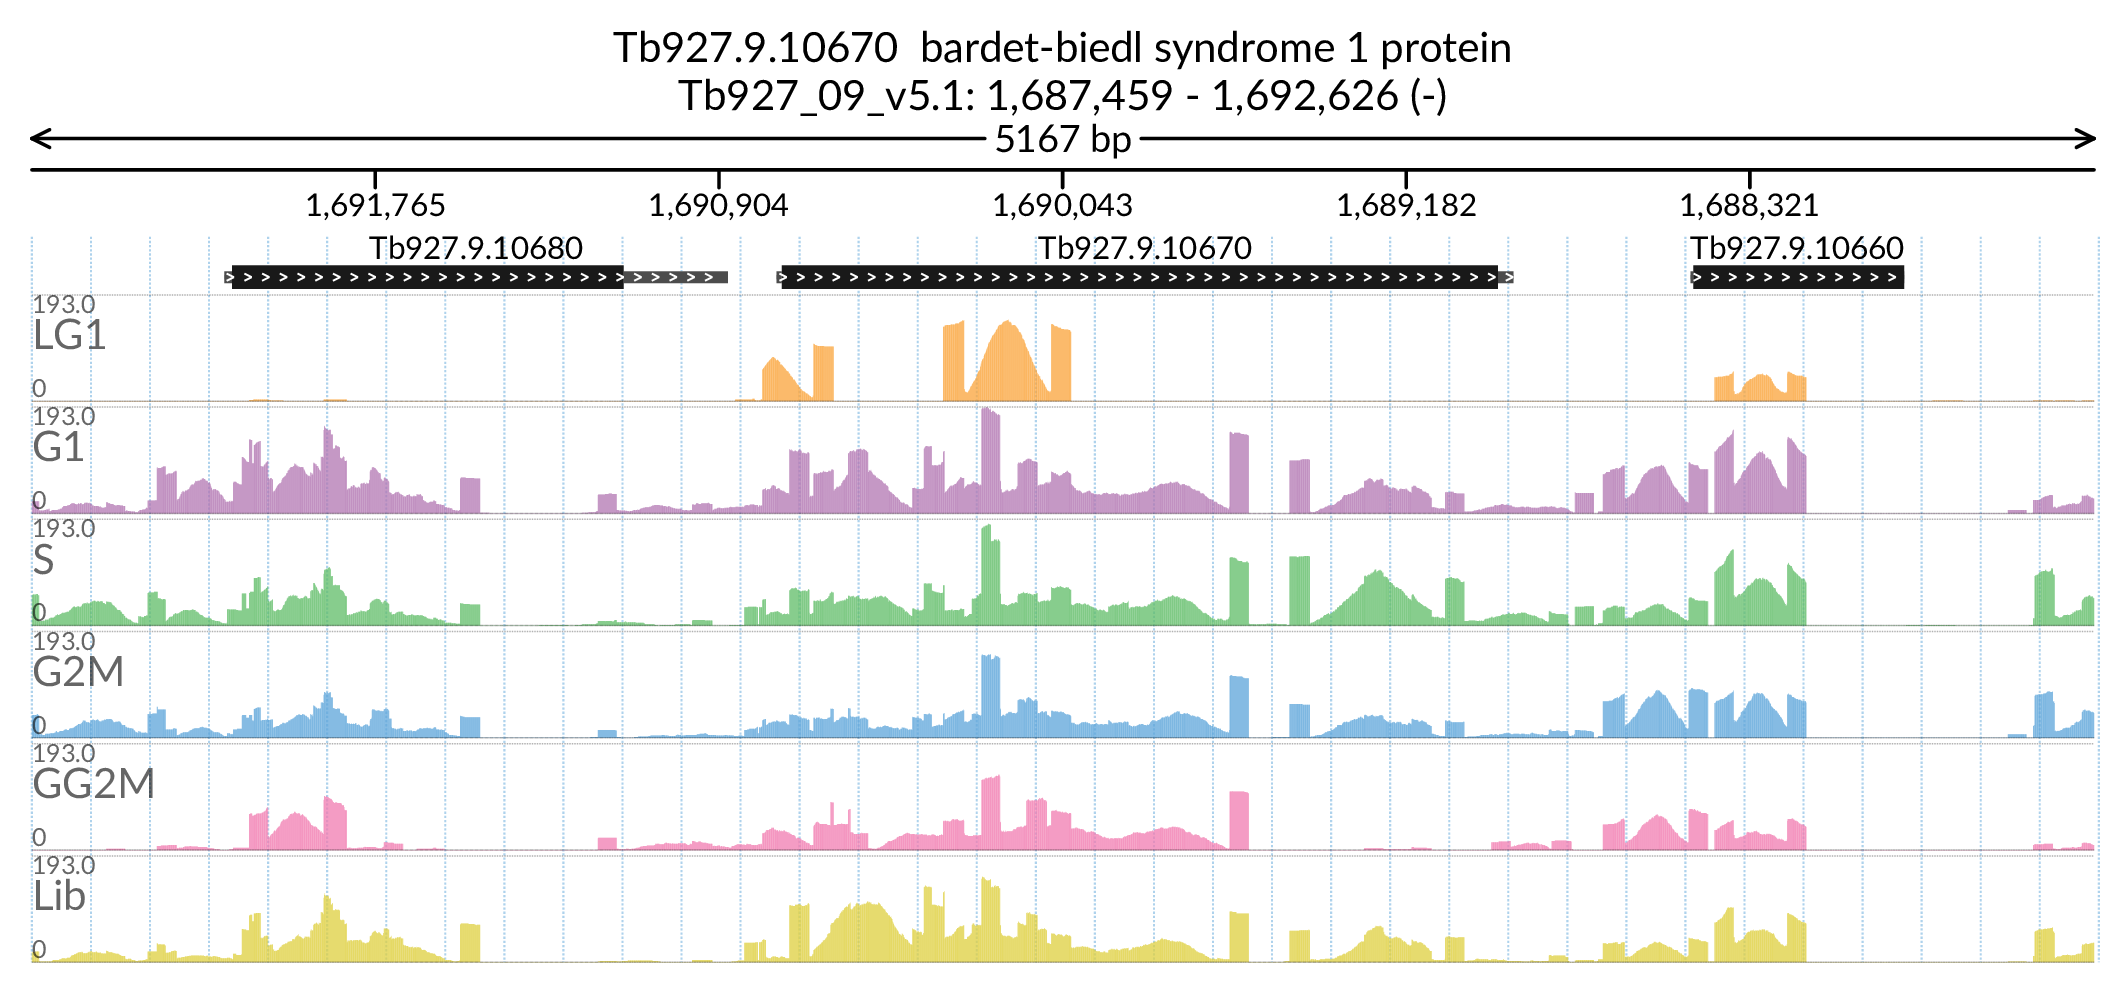 Tb927.9.10670  bardet-biedl syndrome 1 protein
Tb927_09_v5.1: 1,687,459 - 1,692,626 (-)
5167 bp
1,691,765 1,690,904 1,690,043 1,689,182 1,688,321
Tb927.9.10680 Tb927.9.10670 Tb927.9.10660
193.0
LG1
0
193.0
G1
0
193.0
S
0
193.0
G2M
0
193.0
GG2M
0
193.0
Lib
0